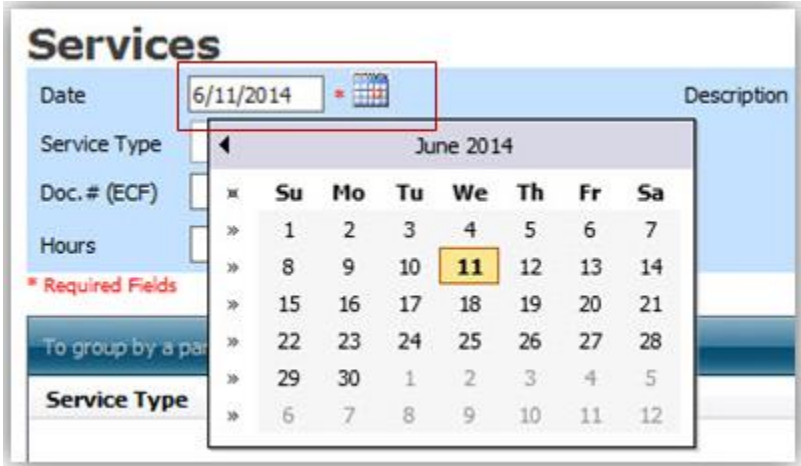 Services
Date 6/11/2014 * Description
Service Type
June 2014
Doc. # (ECF)
Su Mo Tu We Th Fr Sa
» 1 2 3 4 5 6 7
Hours
» 8 9 10 11 12 13 14
* Required Fields
» 15 16 17 18 19 20 21
To group by a par
» 22 23 24 25 26 27 28
» 29 30 1 2 3 4 5
Service Type
» 6 7 8 9 10 11 12